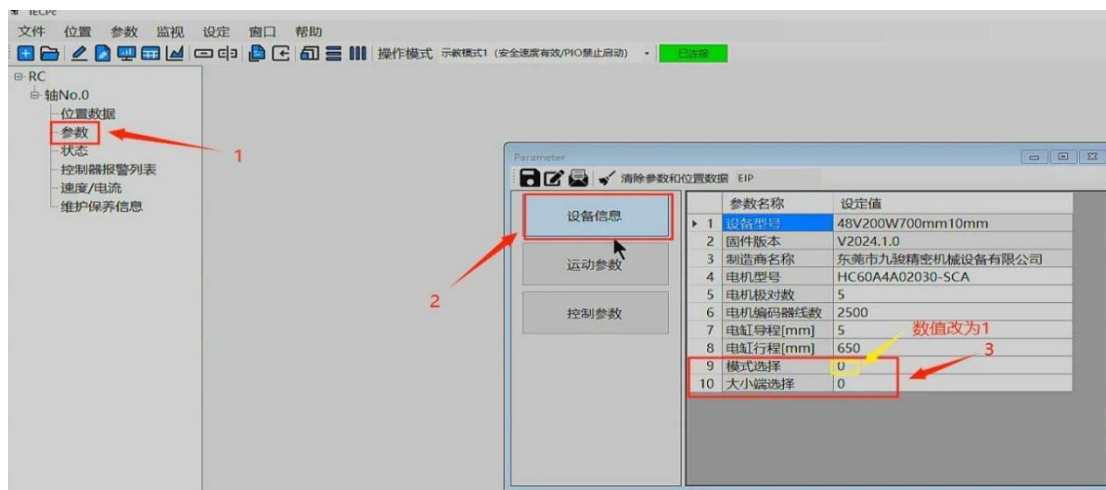 IECPC
文件 位置 参数 监视 设定 窗口 帮助
操作模式 示教模式1（安全速度有效/PIO禁止启动） 已连接
RC
轴No.0
位置数据
参数
状态
控制器报警列表
速度/电流
维护保养信息
1
Parameter
清除参数和位置数据 EIP
设备信息
运动参数
控制参数
2
参数名称 设定值
1 设备型号 48V200W700mm10mm
2 固件版本 V2024.1.0
3 制造商名称 东莞市九骏精密机械设备有限公司
4 电机型号 HC60A4A02030-SCA
5 电机极对数 5
6 电机编码器线数 2500
7 电缸导程[mm] 5
8 电缸行程[mm] 650
9 模式选择 0
10 大小端选择 0
数值改为1
3